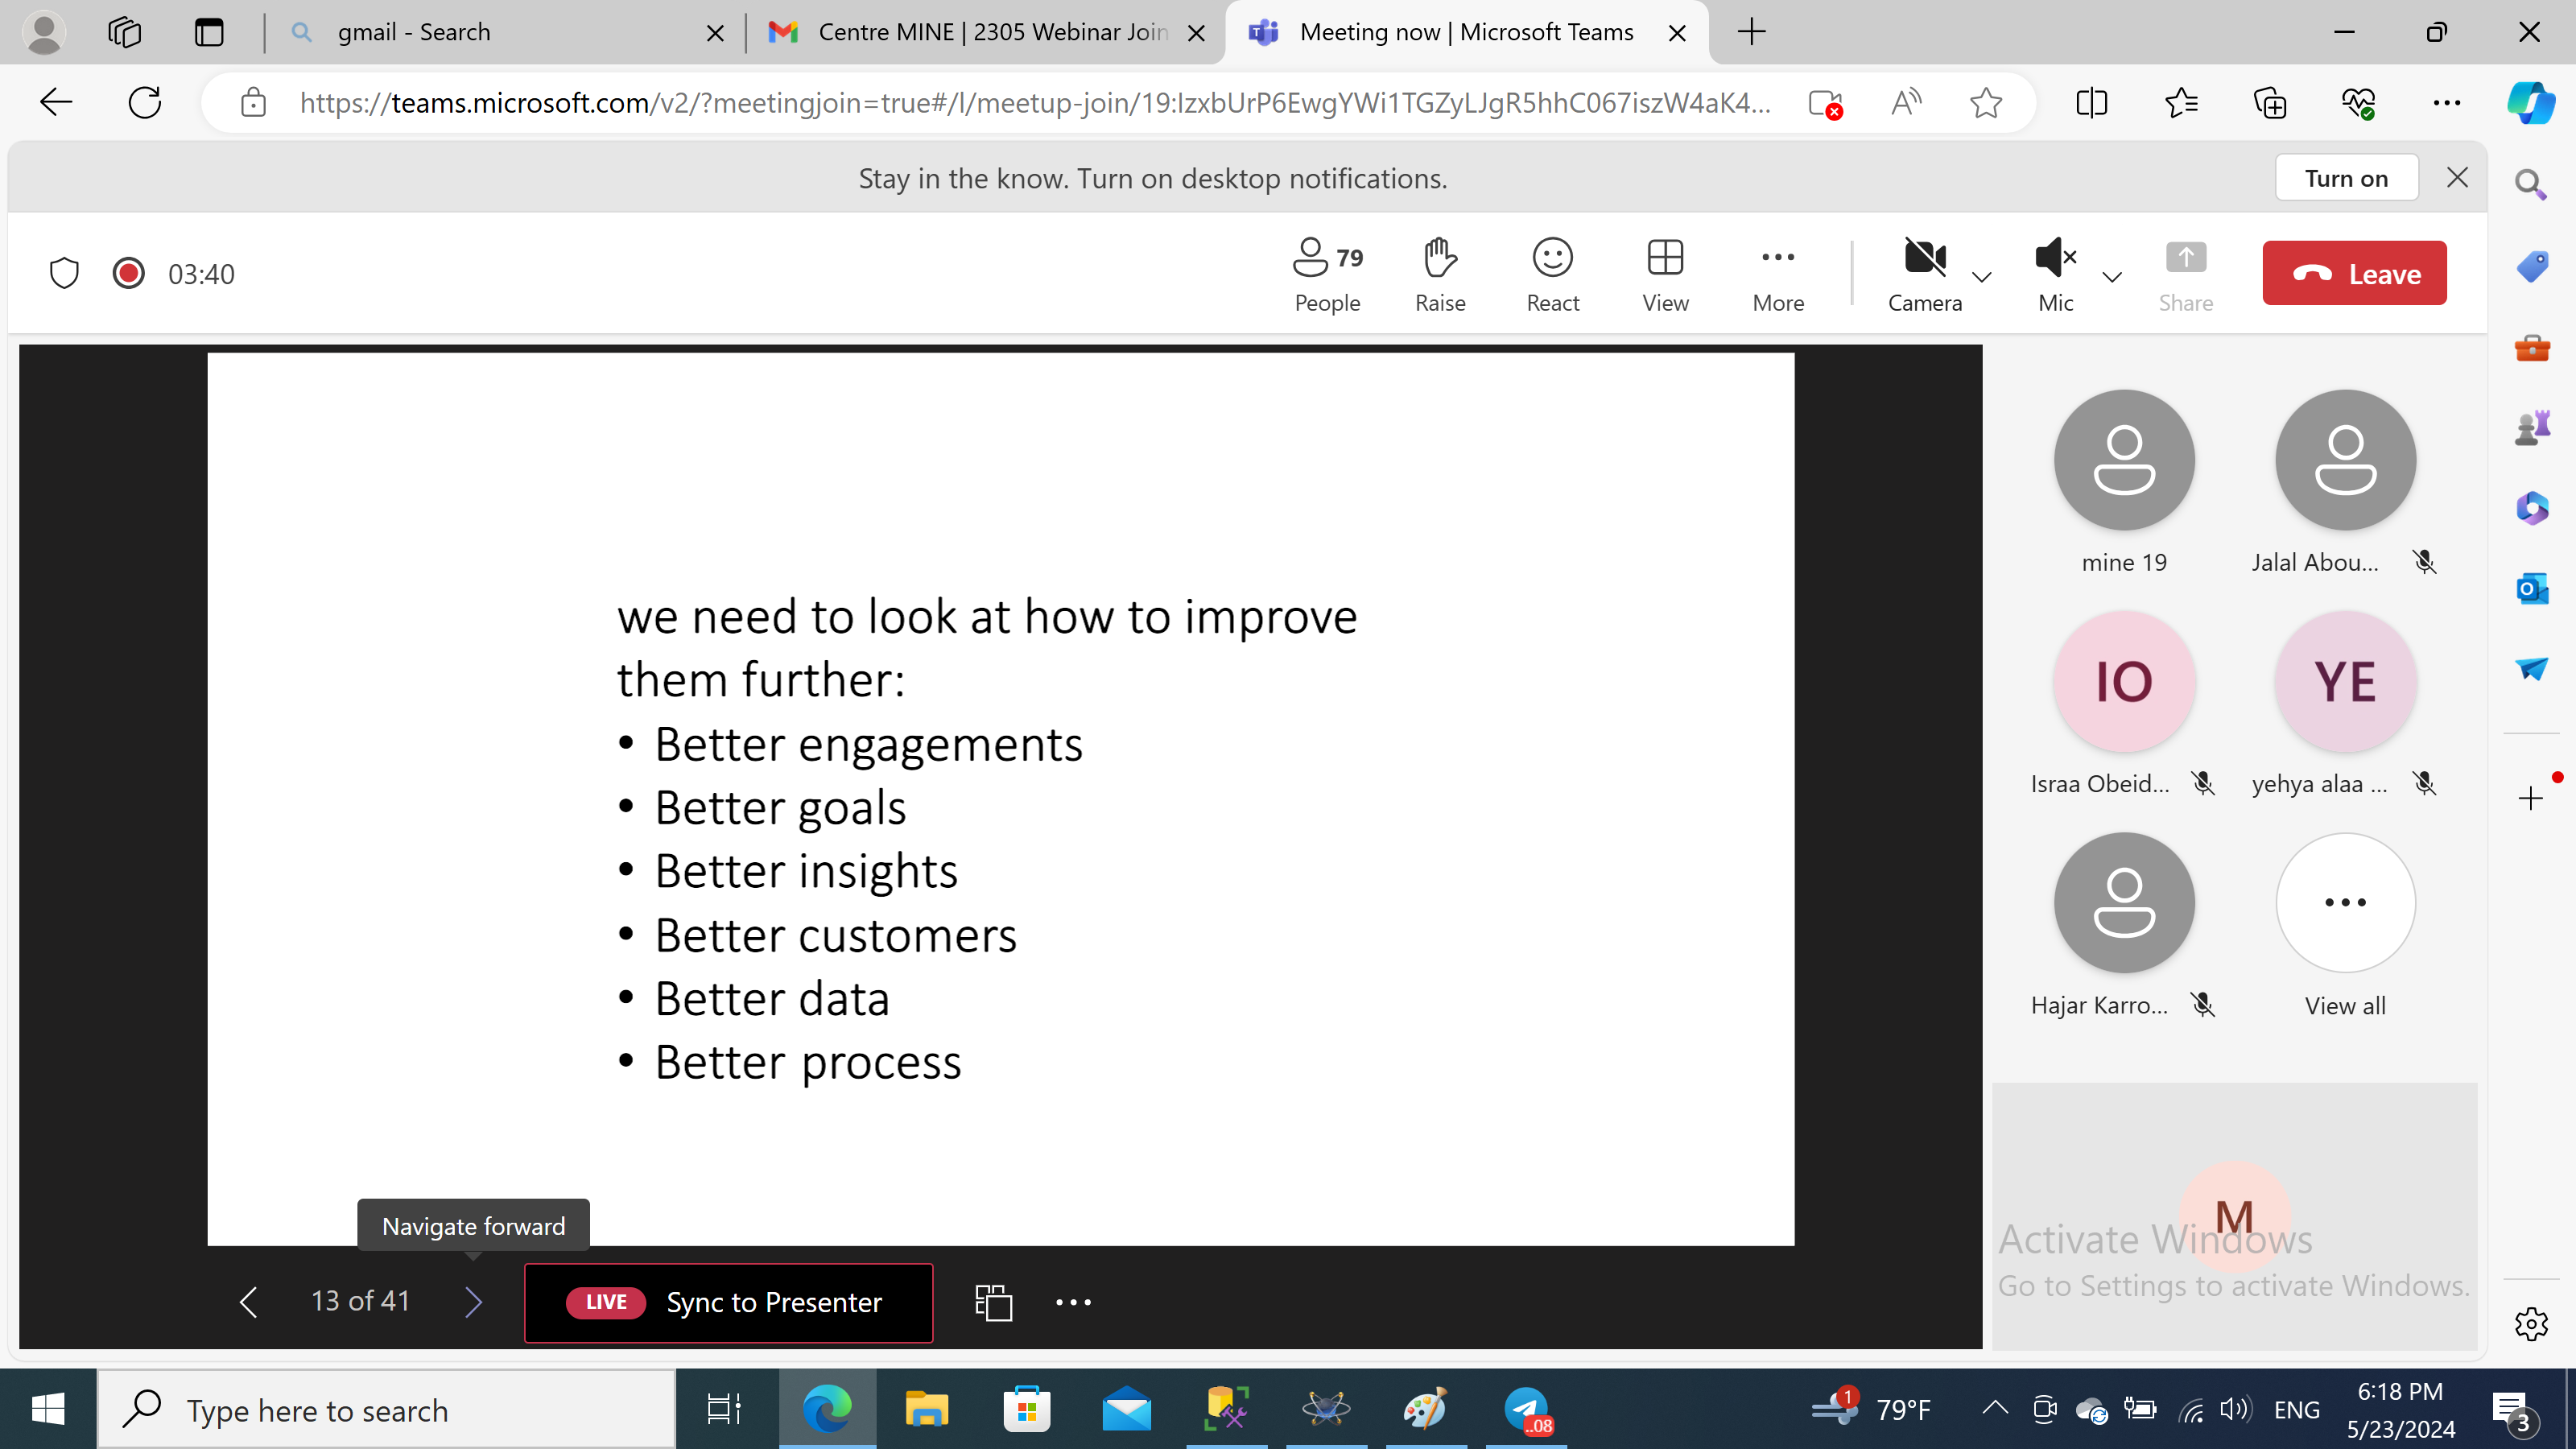 gmail - Search
Centre MINE | 2305 Webinar Join
Meeting now | Microsoft Teams
https://teams.microsoft.com/v2/?meetingjoin=true#/l/meetup-join/19:IzxbUrP6EwgYWi1TGZyLJgR5hhC067iszW4aK4...
Stay in the know. Turn on desktop notifications.
Turn on
03:40
79
People
Raise
React
View
More
Camera
Mic
Share
Leave
we need to look at how to improve
them further:
• Better engagements
• Better goals
• Better insights
• Better customers
• Better data
• Better process
mine 19
Jalal Abou...
IO
YE
Israa Obeid...
yehya alaa ...
Hajar Karro...
View all
M
Activate Windows
Go to Settings to activate Windows.
Navigate forward
13 of 41
LIVE
Sync to Presenter
Type here to search
..08
1
79°F
ENG
6:18 PM
5/23/2024
3